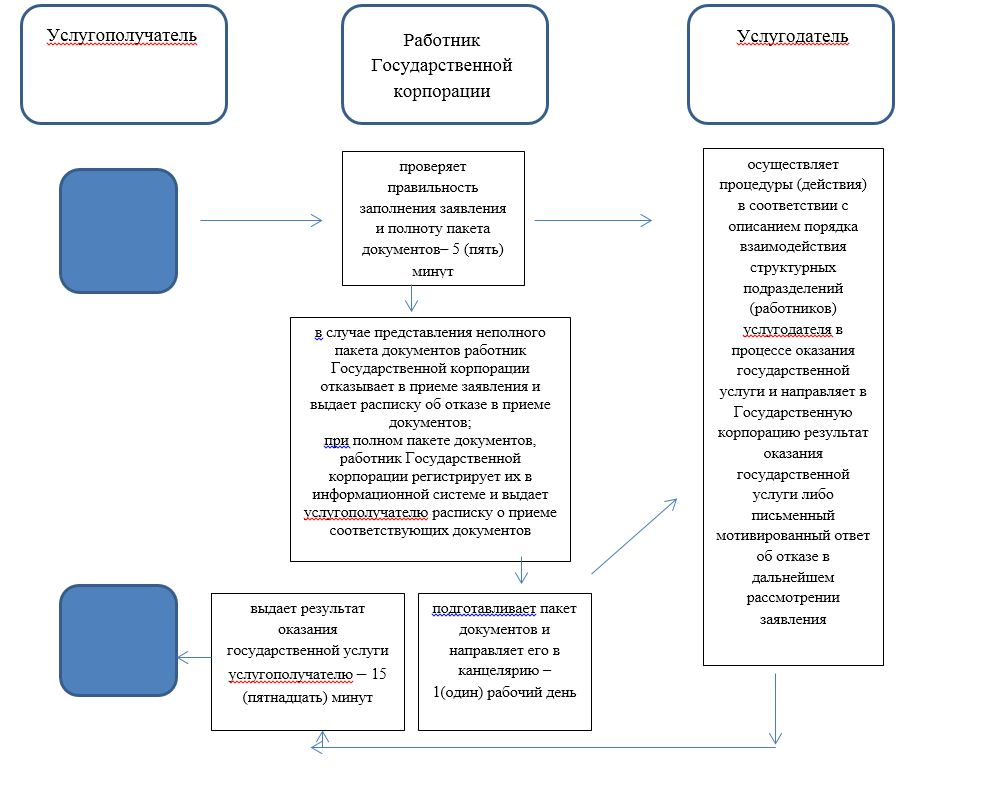 Услугополучатель
Работник
Государственной
корпорации
Услугодатель
проверяет
правильность
заполнения заявления
и полноту пакета
документов– 5 (пять)
минут
осуществляет
процедуры (действия)
в соответствии с
описанием порядка
взаимодействия
структурных
подразделений
(работников)
услугодателя в
процессе оказания
государственной
услуги и направляет в
Государственную
корпорацию результат
оказания
государственной
услуги либо
письменный
мотивированный ответ
об отказе в
дальнейшем
рассмотрении
заявления
в случае представления неполного
пакета документов работник
Государственной корпорации
отказывает в приеме заявления и
выдает расписку об отказе в приеме
документов;
при полном пакете документов,
работник Государственной
корпорации регистрирует их в
информационной системе и выдает
услугополучателю расписку о приеме
соответствующих документов
выдает результат
оказания
государственной услуги
услугополучателю – 15
(пятнадцать) минут
подготавливает пакет
документов и
направляет его в
канцелярию –
1(один) рабочий день